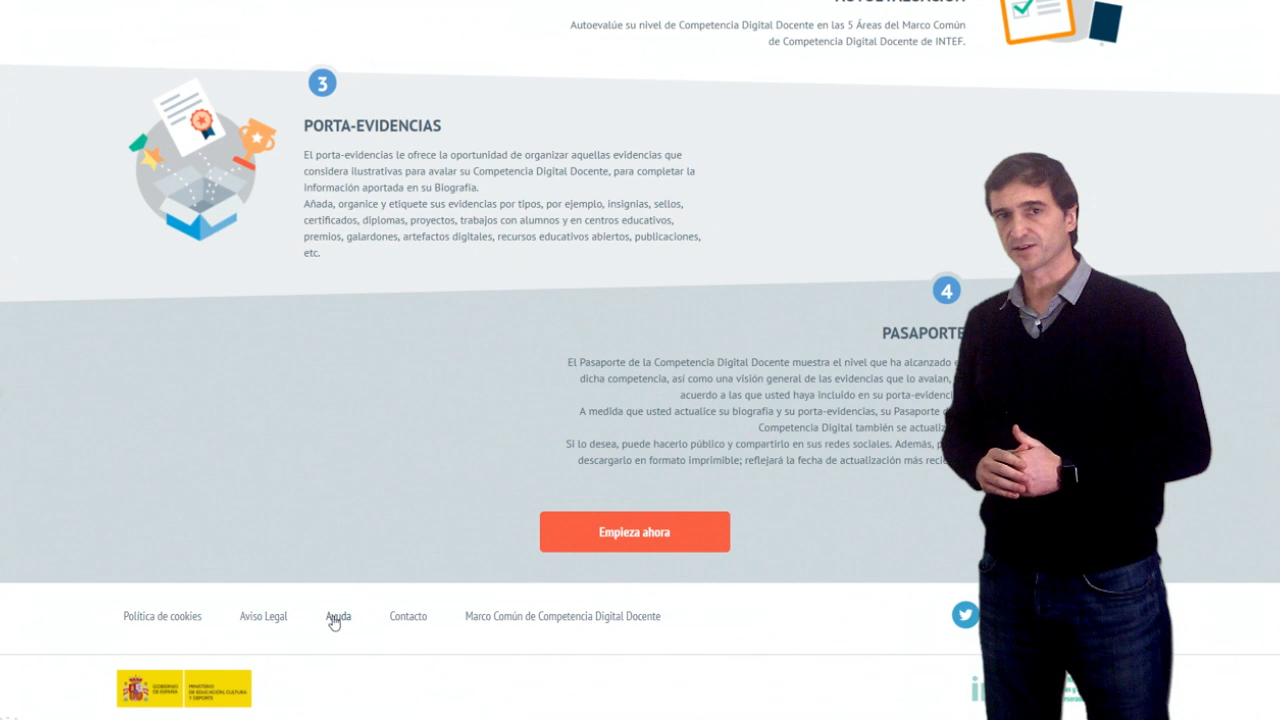 Autoevalúe su nivel de Competencia Digital Docente en las 5 Áreas del Marco Común
de Competencia Digital Docente de INTEF.
3
PORTA-EVIDENCIAS
El porta-evidencias le ofrece la oportunidad de organizar aquellas evidencias que
considera ilustrativas para avalar su Competencia Digital Docente, para completar la
información aportada en su Biografía.
Añada, organice y etiquete sus evidencias por tipos, por ejemplo, insignias, sellos,
certificados, diplomas, proyectos, trabajos con alumnos y en centros educativos,
premios, galardones, artefactos digitales, recursos educativos abiertos, publicaciones,
etc.
4
PASAPORTE
El Pasaporte de la Competencia Digital Docente muestra el nivel que ha alcanzado
dicha competencia, así como una visión general de las evidencias que lo avalan,
acuerdo a las que usted haya incluido en su
A medida que usted actualice su biografía y su porta-evidencias, su Pasaporte
Competencia Digital también se
Si lo desea, puede hacerlo público y compartirlo en sus redes sociales. Además,
descargarlo en formato imprimible; reflejará la fecha de actualización más
Empieza ahora
Política de cookies Aviso Legal Ayuda Contacto Marco Común de Competencia Digital Docente
GOBIERNO MINISTERIO
DE ESPAÑA DE EDUCACIÓN, CULTURA
Y DEPORTE